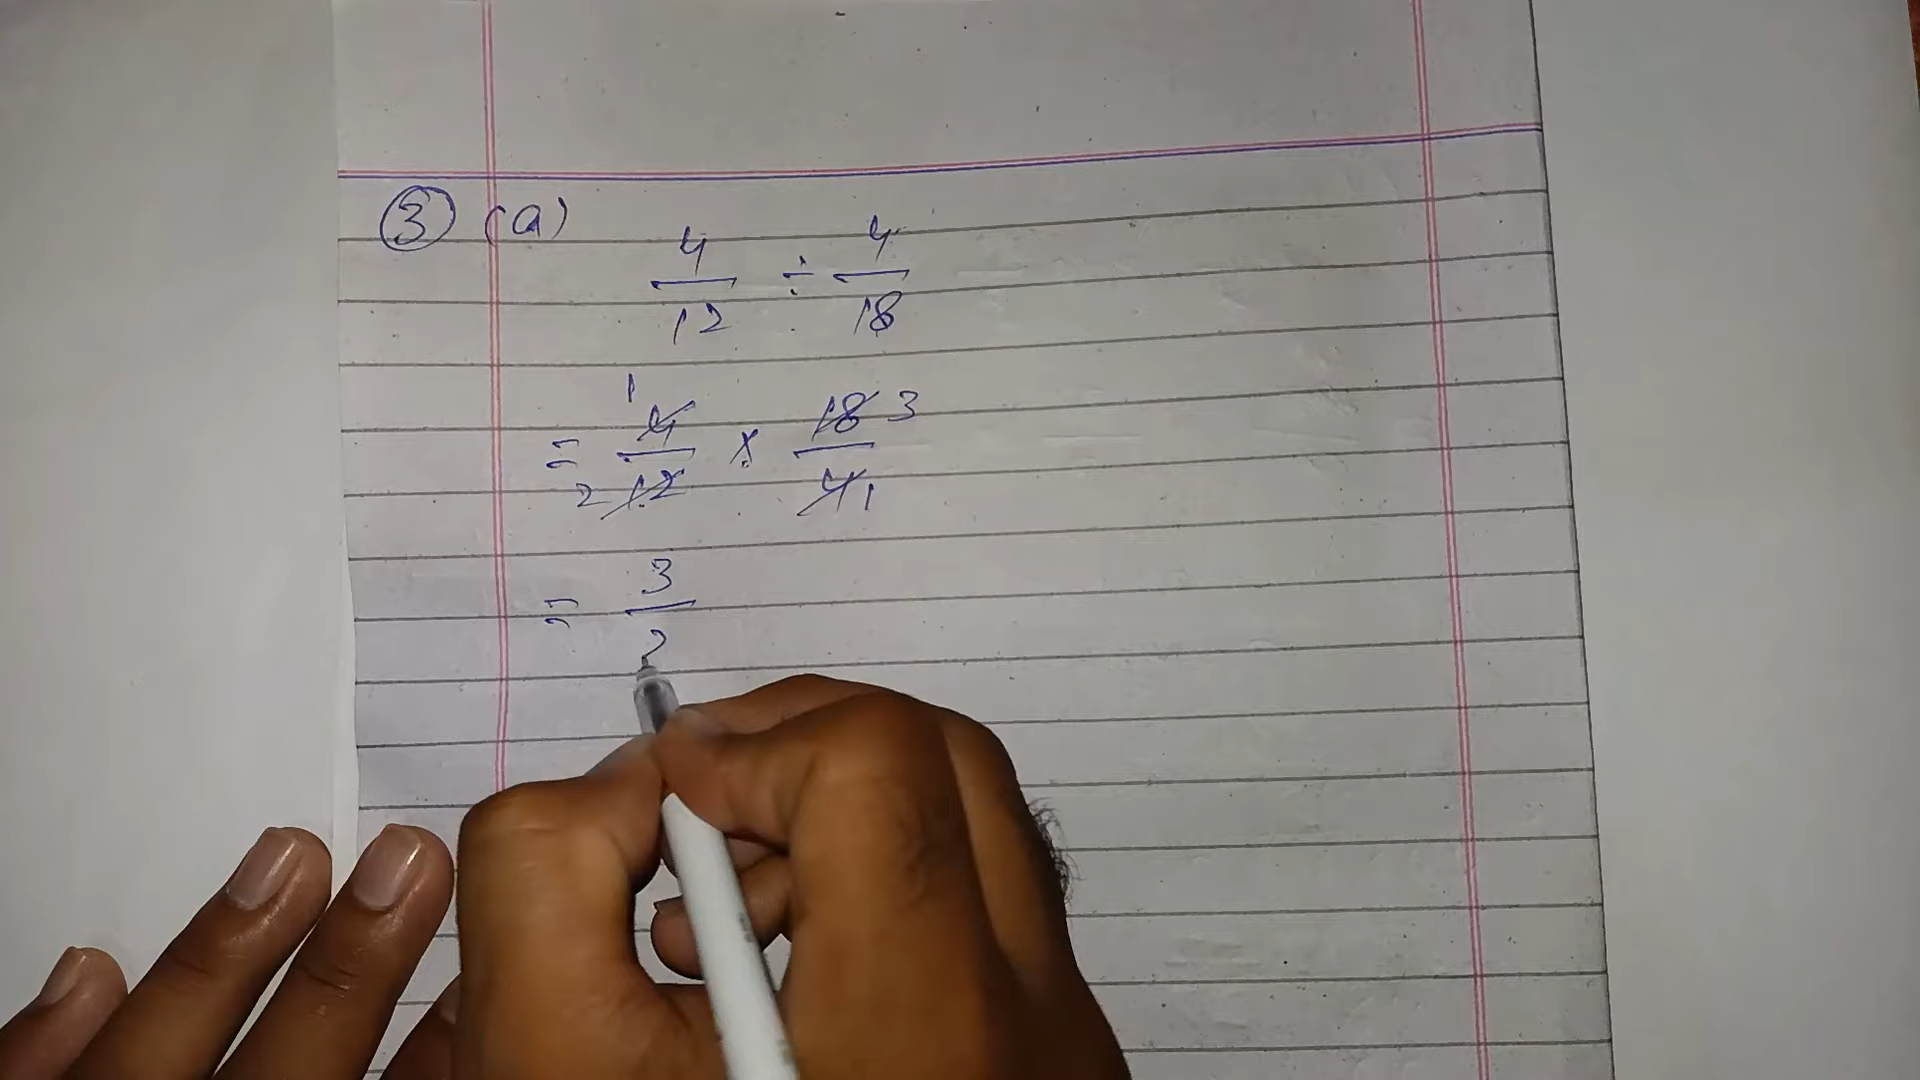 ③ (a)
4/12 ÷ 4/18
= 1 4/12 2 × 18/4 3 1
= 3/2